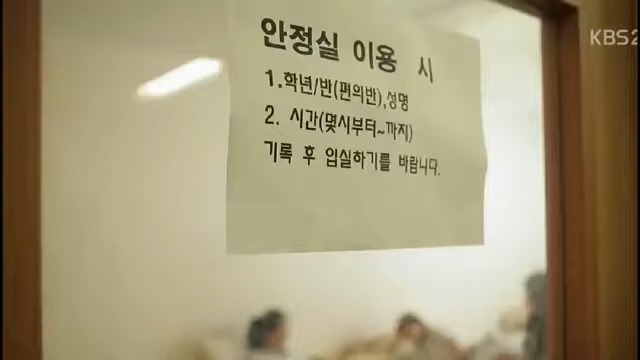 안정실 이용 시
KBS2
1.학년/반(편의반),성명
2. 시간(몇시부터~까지)
기록 후 입실하기를 바랍니다.